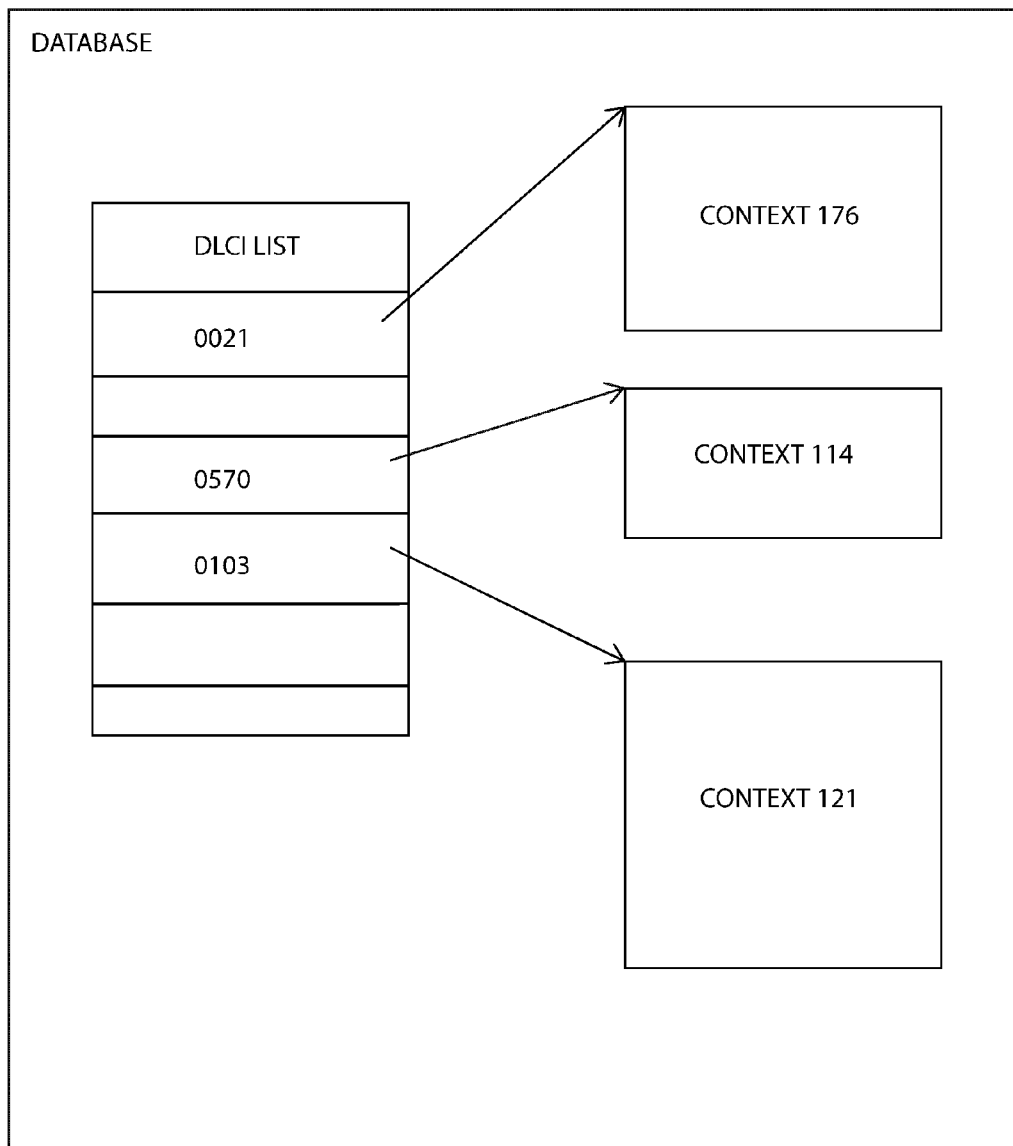 DATABASE
DLCI LIST
0021
0570
0103
CONTEXT 176
CONTEXT 114
CONTEXT 121